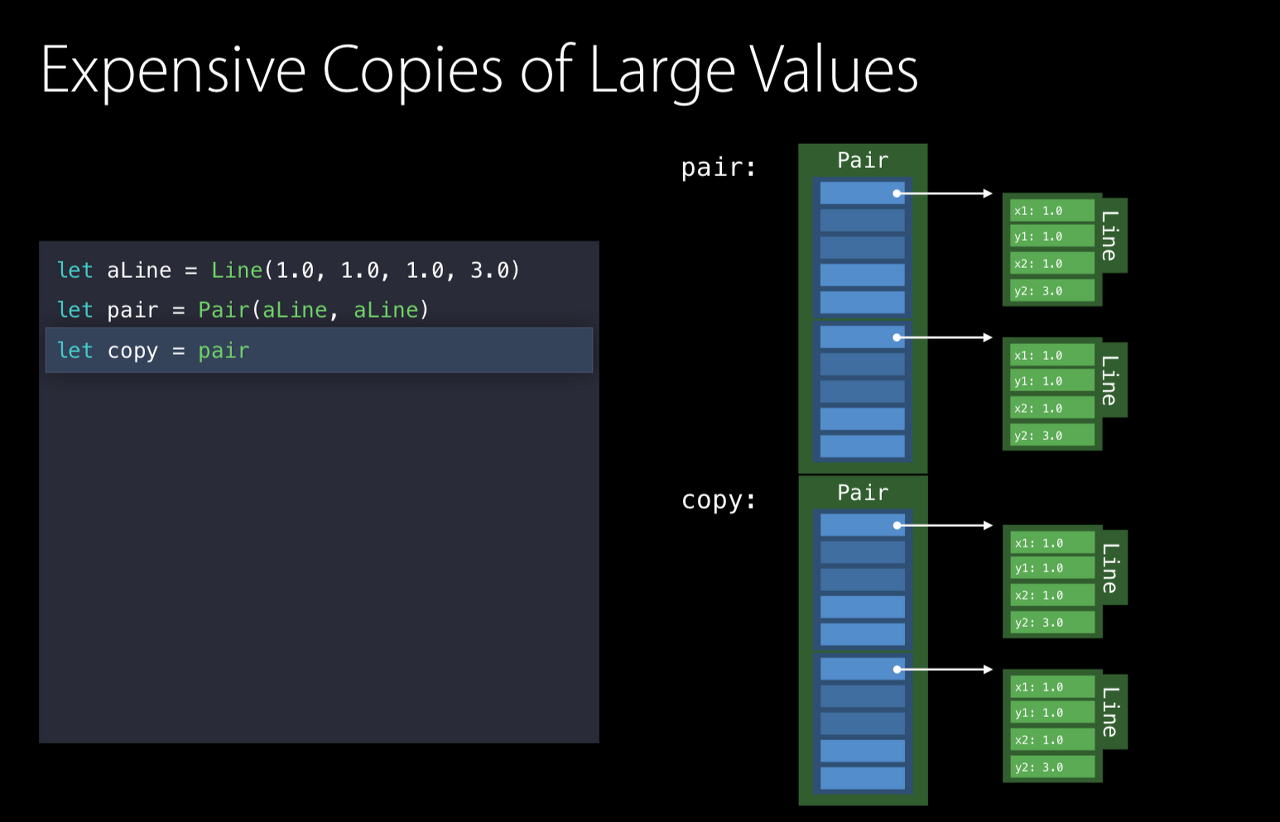 Expensive Copies of Large Values
let aLine = Line(1.0, 1.0, 1.0, 3.0)
let pair = Pair(aLine, aLine)
let copy = pair
pair:
Pair
x1: 1.0
y1: 1.0
x2: 1.0
y2: 3.0
Line
x1: 1.0
y1: 1.0
x2: 1.0
y2: 3.0
Line
copy:
Pair
x1: 1.0
y1: 1.0
x2: 1.0
y2: 3.0
Line
x1: 1.0
y1: 1.0
x2: 1.0
y2: 3.0
Line